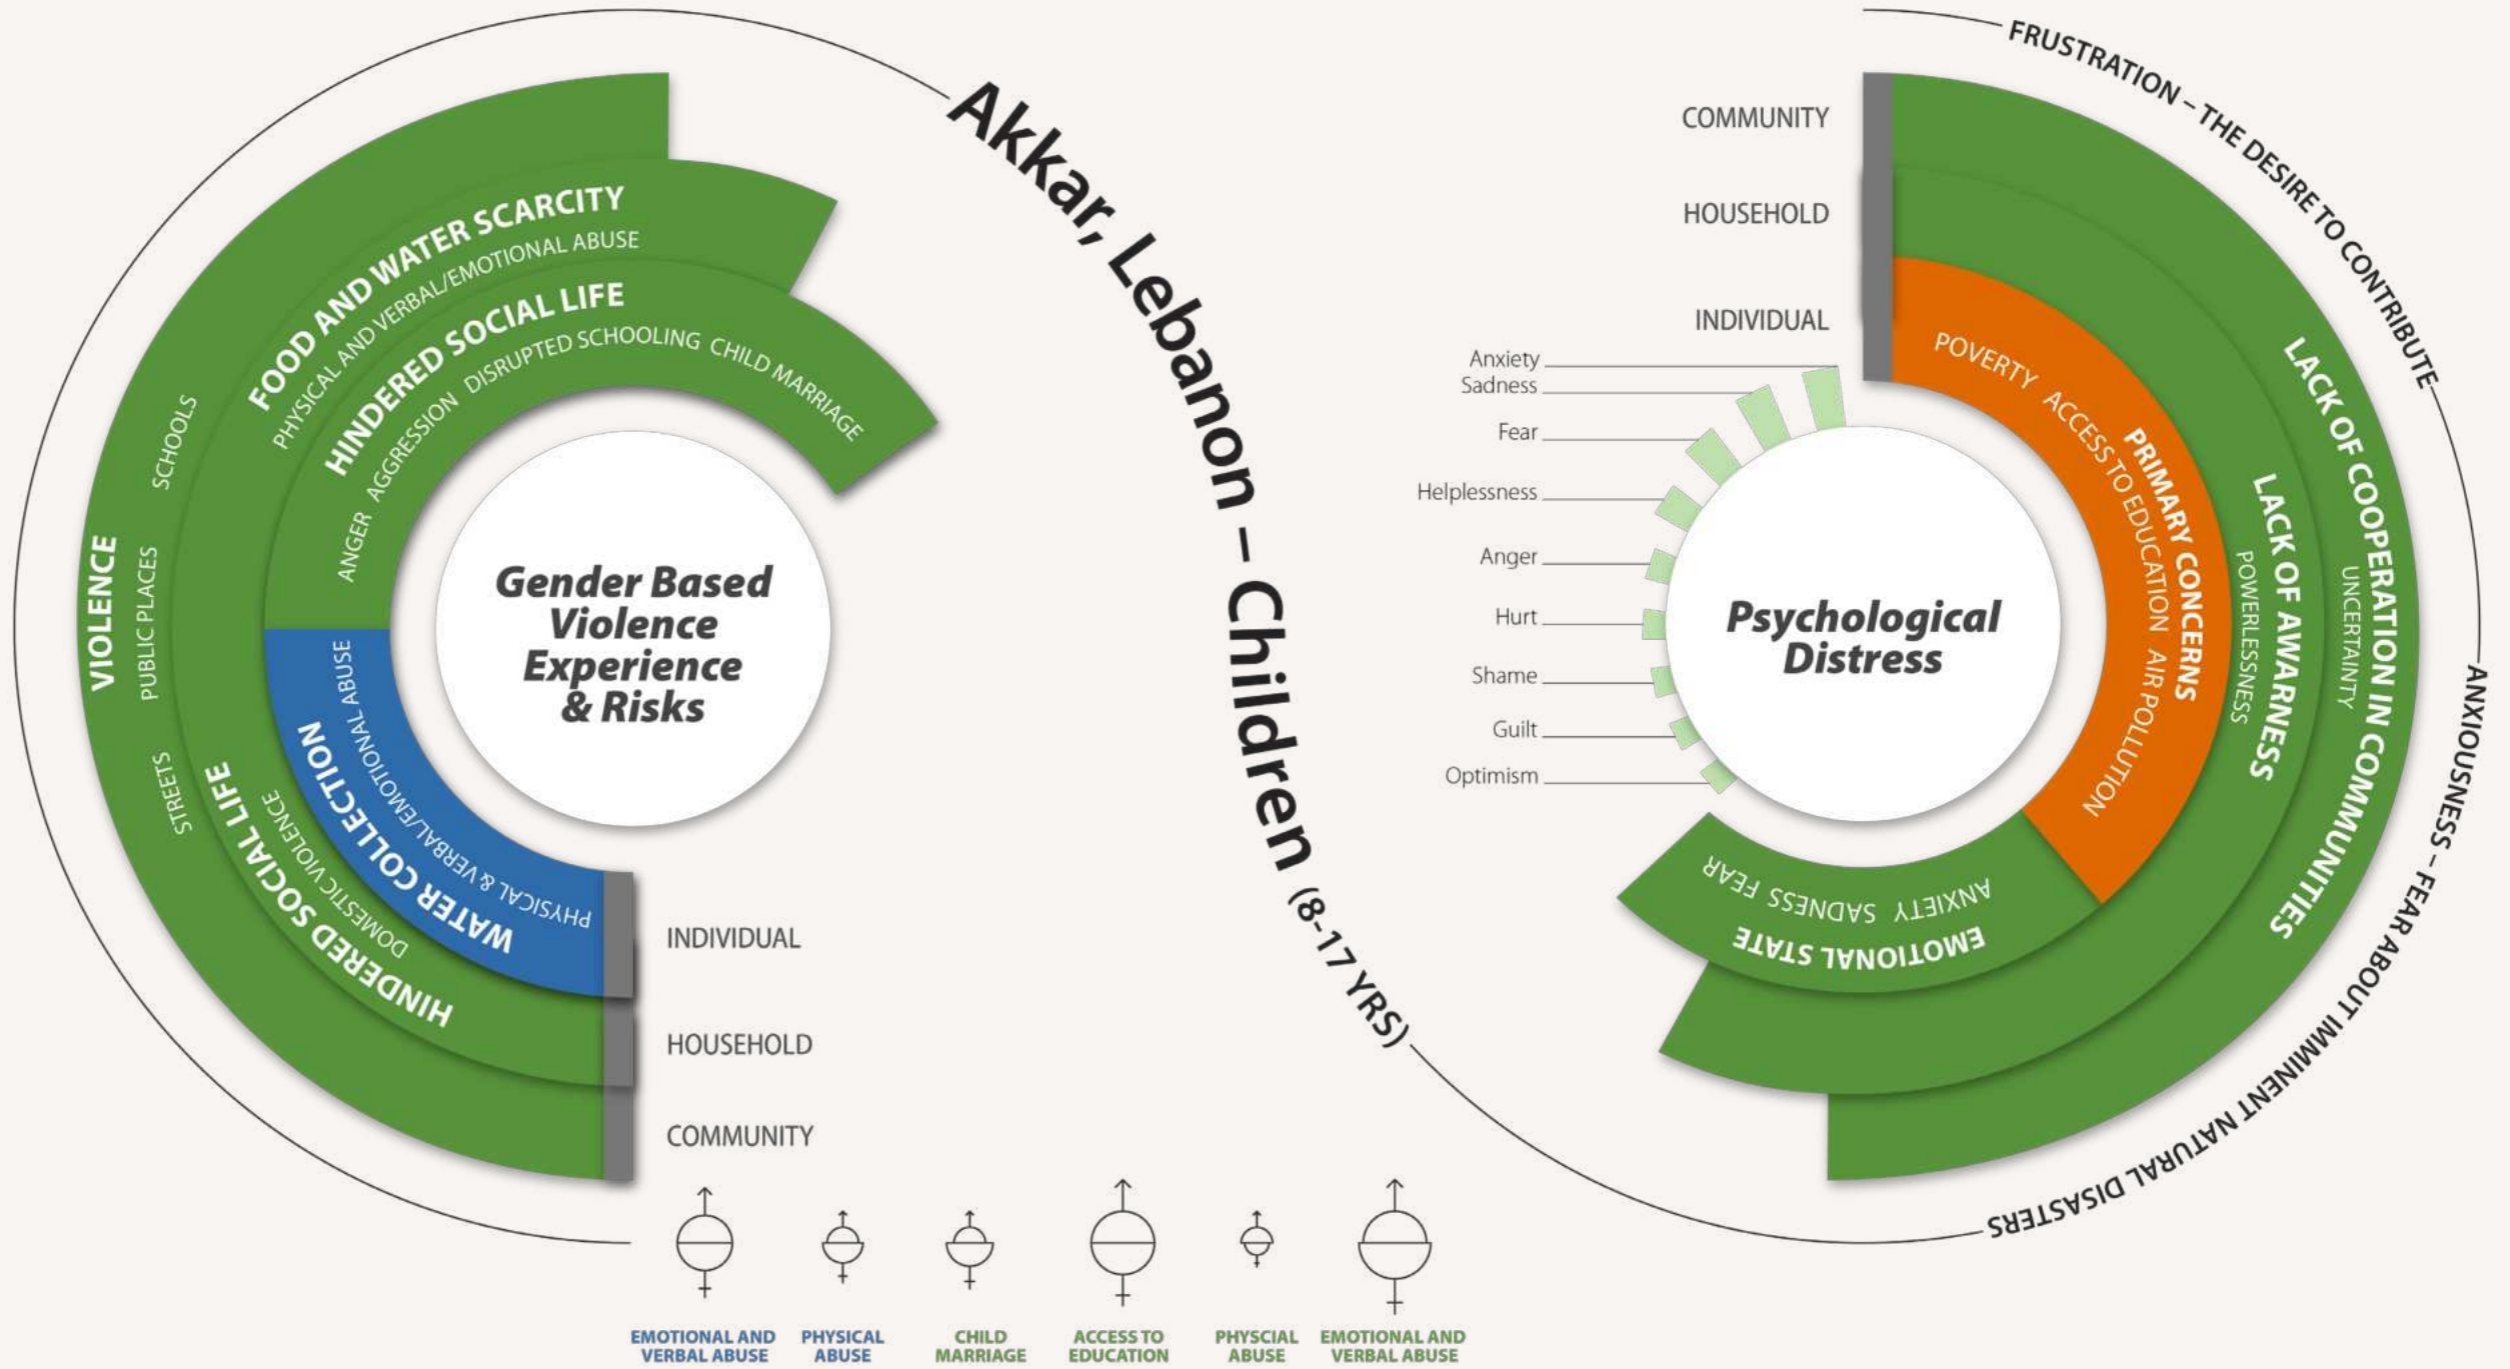 Akkar, Lebanon – Children (8-17 YRS)
VIOLENCE
SCHOOLS
PUBLIC PLACES
STREETS
FOOD AND WATER SCARCITY
PHYSICAL AND VERBAL/EMOTIONAL ABUSE
HINDERED SOCIAL LIFE
ANGER AGGRESSION DISRUPTED SCHOOLING CHILD MARRIAGE
Gender Based
Violence
Experience
& Risks
PHYSICAL & VERBAL/EMOTIONAL ABUSE
WATER COLLECTION
DOMESTIC VIOLENCE
HINDERED SOCIAL LIFE
INDIVIDUAL
HOUSEHOLD
COMMUNITY
EMOTIONAL AND
VERBAL ABUSE
PHYSICAL
ABUSE
CHILD
MARRIAGE
ACCESS TO
EDUCATION
PHYSCIAL
ABUSE
EMOTIONAL AND
VERBAL ABUSE
COMMUNITY
HOUSEHOLD
INDIVIDUAL
Anxiety
Sadness
Fear
Helplessness
Anger
Hurt
Shame
Guilt
Optimism
Psychological
Distress
POVERTY ACCESS TO EDUCATION AIR POLLUTION
PRIMARY CONCERNS
LACK OF AWARNESS
POWERLESSNESS
LACK OF COOPERATION IN COMMUNITIES
UNCERTAINTY
ANXIETY SADNESS FEAR
EMOTIONAL STATE
FRUSTRATION – THE DESIRE TO CONTRIBUTE
ANXIOUSNESS – FEAR ABOUT IMMINENT NATURAL DISASTERS